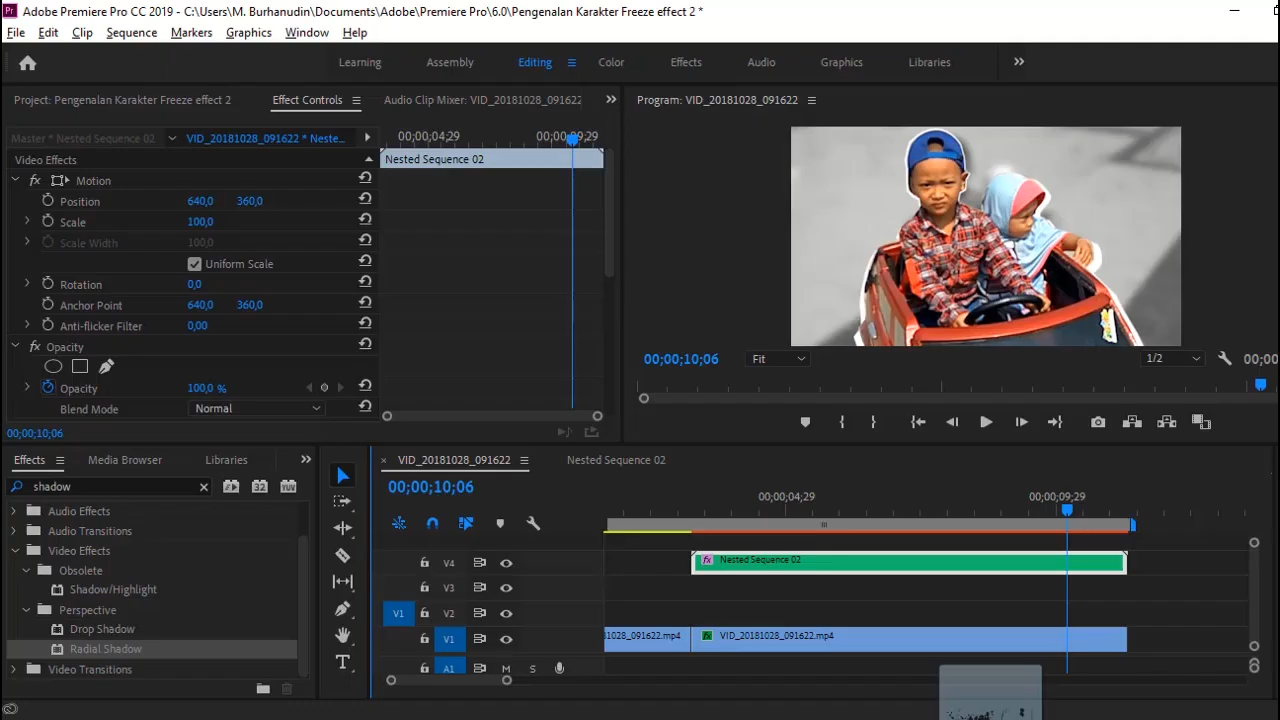 Adobe Premiere Pro CC 2019 - C:\Users\M. Burhanudin\Documents\Adobe\Premiere Pro\6.0\Pengenalan Karakter Freeze effect 2 *
File Edit Clip Sequence Markers Graphics Window Help
Learning Assembly Editing Color Effects Audio Graphics Libraries
Project: Pengenalan Karakter Freeze effect 2 Effect Controls Audio Clip Mixer: VID_20181028_091622
Master * Nested Sequence 02 VID_20181028_091622 * Neste...
00;00;04;29 00;00;09;29
Video Effects
Nested Sequence 02
fx Motion
Position 640,0 360,0
Scale 100,0
Scale Width 100,0
Uniform Scale
Rotation 0,0
Anchor Point 640,0 360,0
Anti-flicker Filter 0,00
fx Opacity
Opacity 100,0 %
Blend Mode Normal
00;00;10;06
Program: VID_20181028_091622
00;00;10;06 Fit 1/2 00;00
Effects Media Browser Libraries
shadow
32 YUV
Audio Effects
Audio Transitions
Video Effects
Obsolete
Shadow/Highlight
Perspective
Drop Shadow
Radial Shadow
Video Transitions
T
× VID_20181028_091622 Nested Sequence 02
00;00;10;06
00;00;04;29 00;00;09;29
V4 fx Nested Sequence 02
V3
V1 V2
V1 1028_091622.mp4 fx VID_20181028_091622.mp4
A1 M S